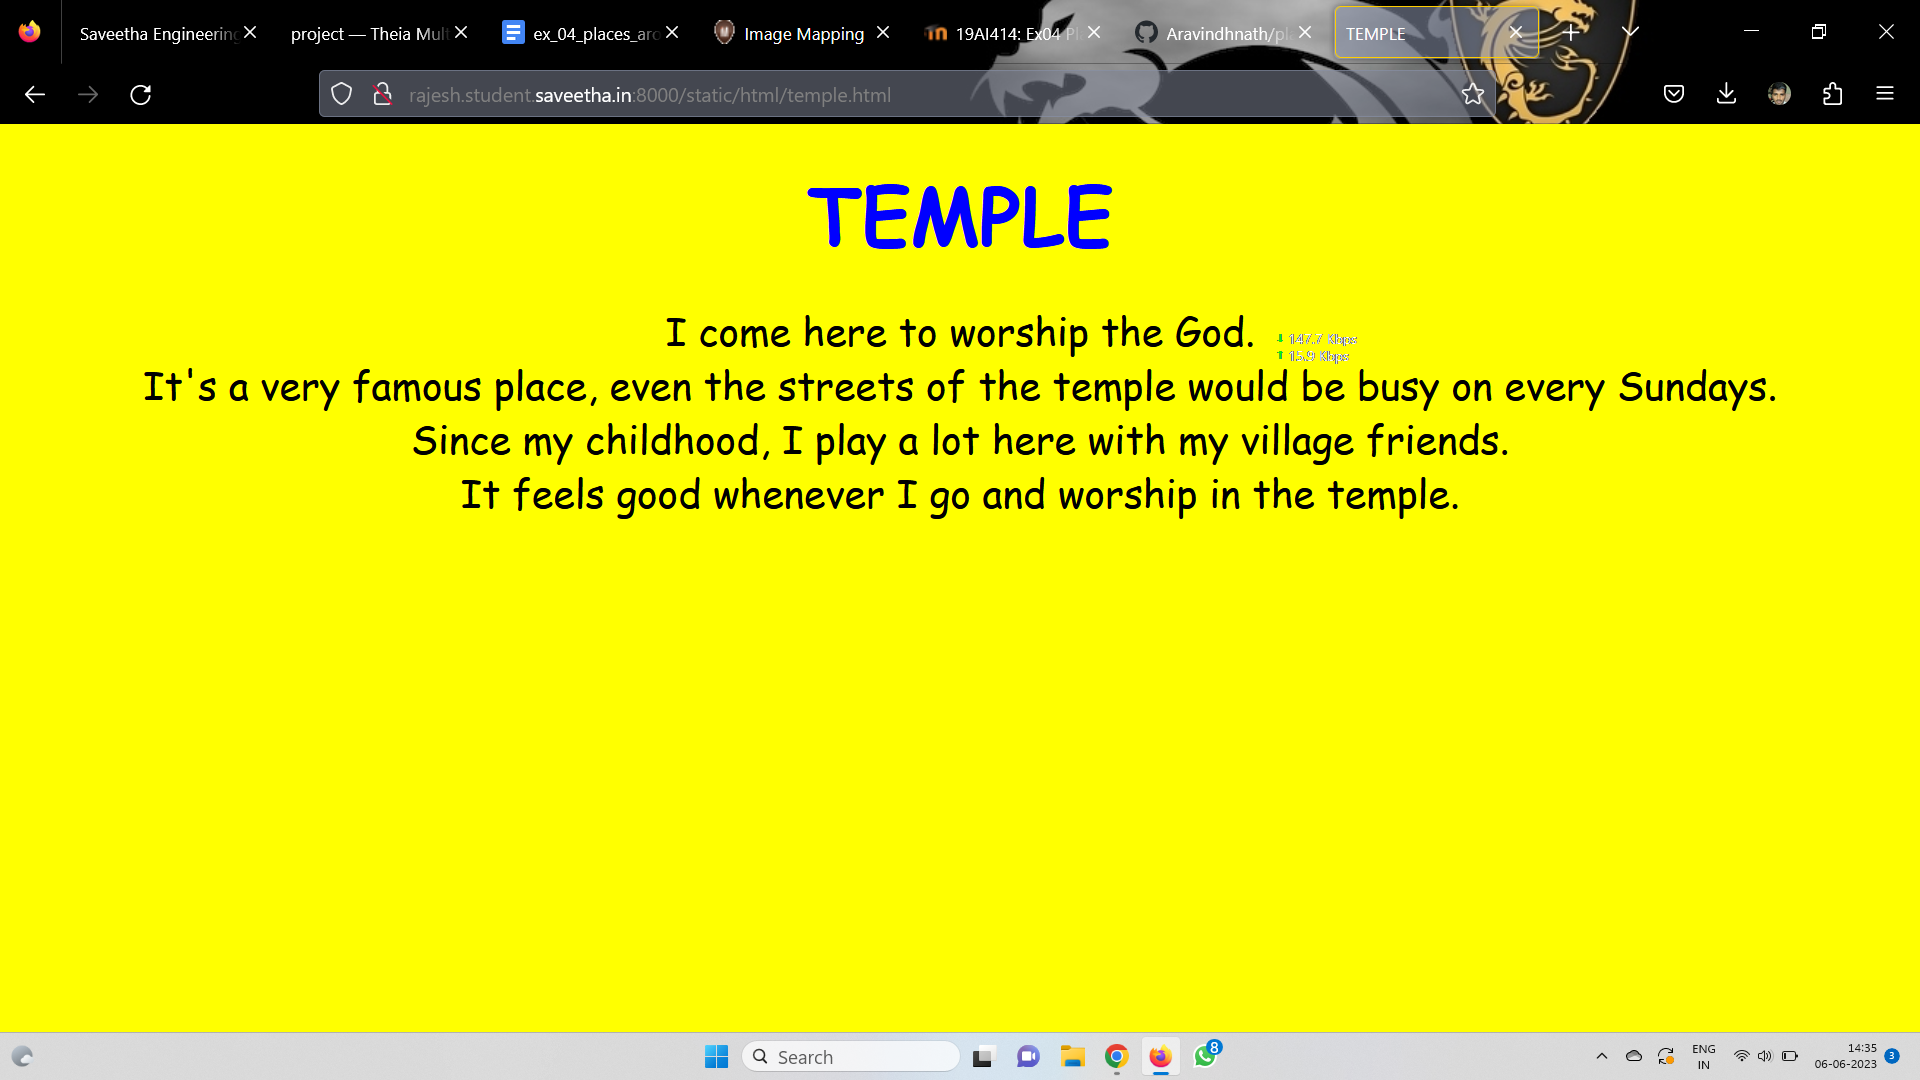 Saveetha Engineering
project — Theia Mult
ex_04_places_aro
Image Mapping
19AI414: Ex04 Pl
Aravindhnath/pla
TEMPLE
rajesh.student.saveetha.in:8000/static/html/temple.html
TEMPLE
I come here to worship the God.
147.7 Kbps
15.9 Kbps
It's a very famous place, even the streets of the temple would be busy on every Sundays.
Since my childhood, I play a lot here with my village friends.
It feels good whenever I go and worship in the temple.
Search
8
ENG
IN
14:35
06-06-2023
3